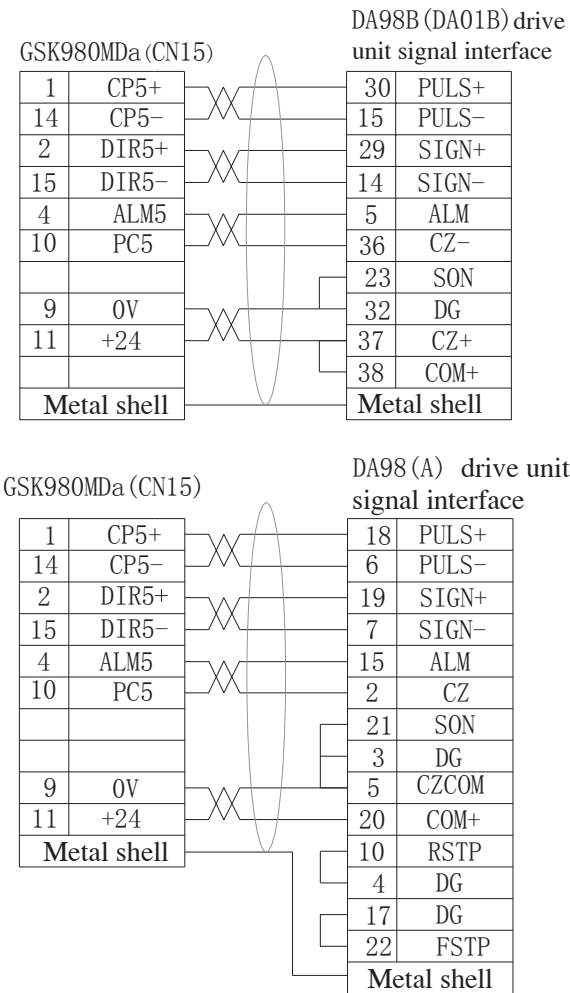 GSK980MDa(CN15)
DA98B(DA01B)drive
unit signal interface
1 CP5+ 30 PULS+
14 CP5- 15 PULS-
2 DIR5+ 29 SIGN+
15 DIR5- 14 SIGN-
4 ALM5 5 ALM
10 PC5 36 CZ-
23 SON
9 0V 32 DG
11 +24 37 CZ+
38 COM+
Metal shell Metal shell
GSK980MDa(CN15)
DA98(A) drive unit
signal interface
1 CP5+ 18 PULS+
14 CP5- 6 PULS-
2 DIR5+ 19 SIGN+
15 DIR5- 7 SIGN-
4 ALM5 15 ALM
10 PC5 2 CZ
21 SON
3 DG
9 0V 5 CZCOM
11 +24 20 COM+
Metal shell 10 RSTP
4 DG
17 DG
22 FSTP
Metal shell